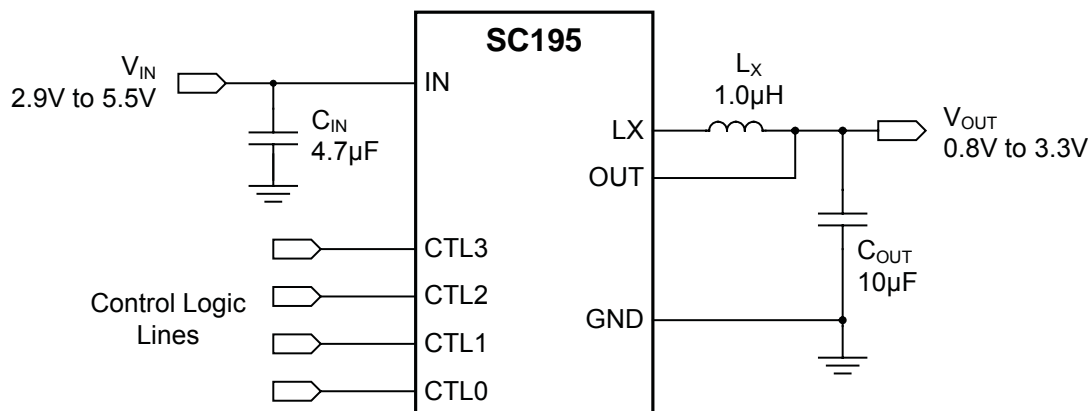 SC195
V_IN
2.9V to 5.5V
IN
C_IN
4.7µF
L_X
1.0µH
LX
V_OUT
0.8V to 3.3V
OUT
C_OUT
10µF
GND
Control Logic
Lines
CTL3
CTL2
CTL1
CTL0